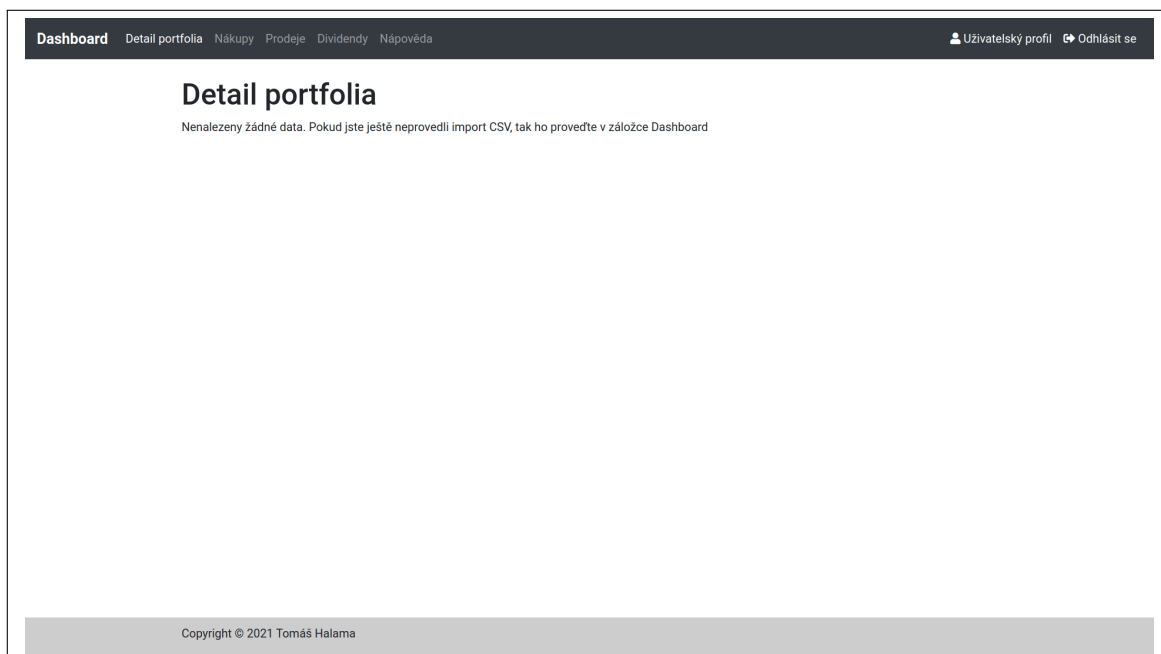 Dashboard Detail portfolia Nákupy Prodeje Dividendy Nápověda Uživatelský profil Odhlásit se
Detail portfolia
Nenalezeny žádné data. Pokud jste ještě neprovedli import CSV, tak ho proveďte v záložce Dashboard
Copyright © 2021 Tomáš Halama